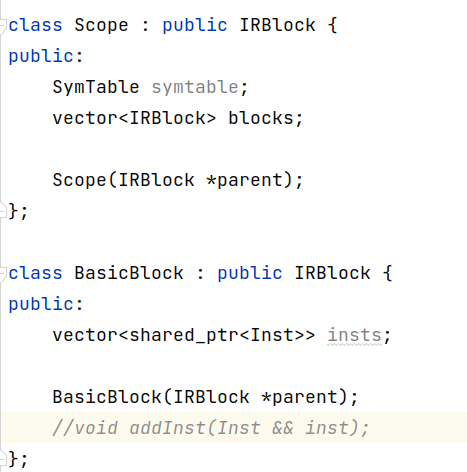 class Scope : public IRBlock {
public:
    SymTable symtable;
    vector<IRBlock> blocks;

    Scope(IRBlock *parent);
};

class BasicBlock : public IRBlock {
public:
    vector<shared_ptr<Inst>> insts;

    BasicBlock(IRBlock *parent);
    //void addInst(Inst && inst);
};